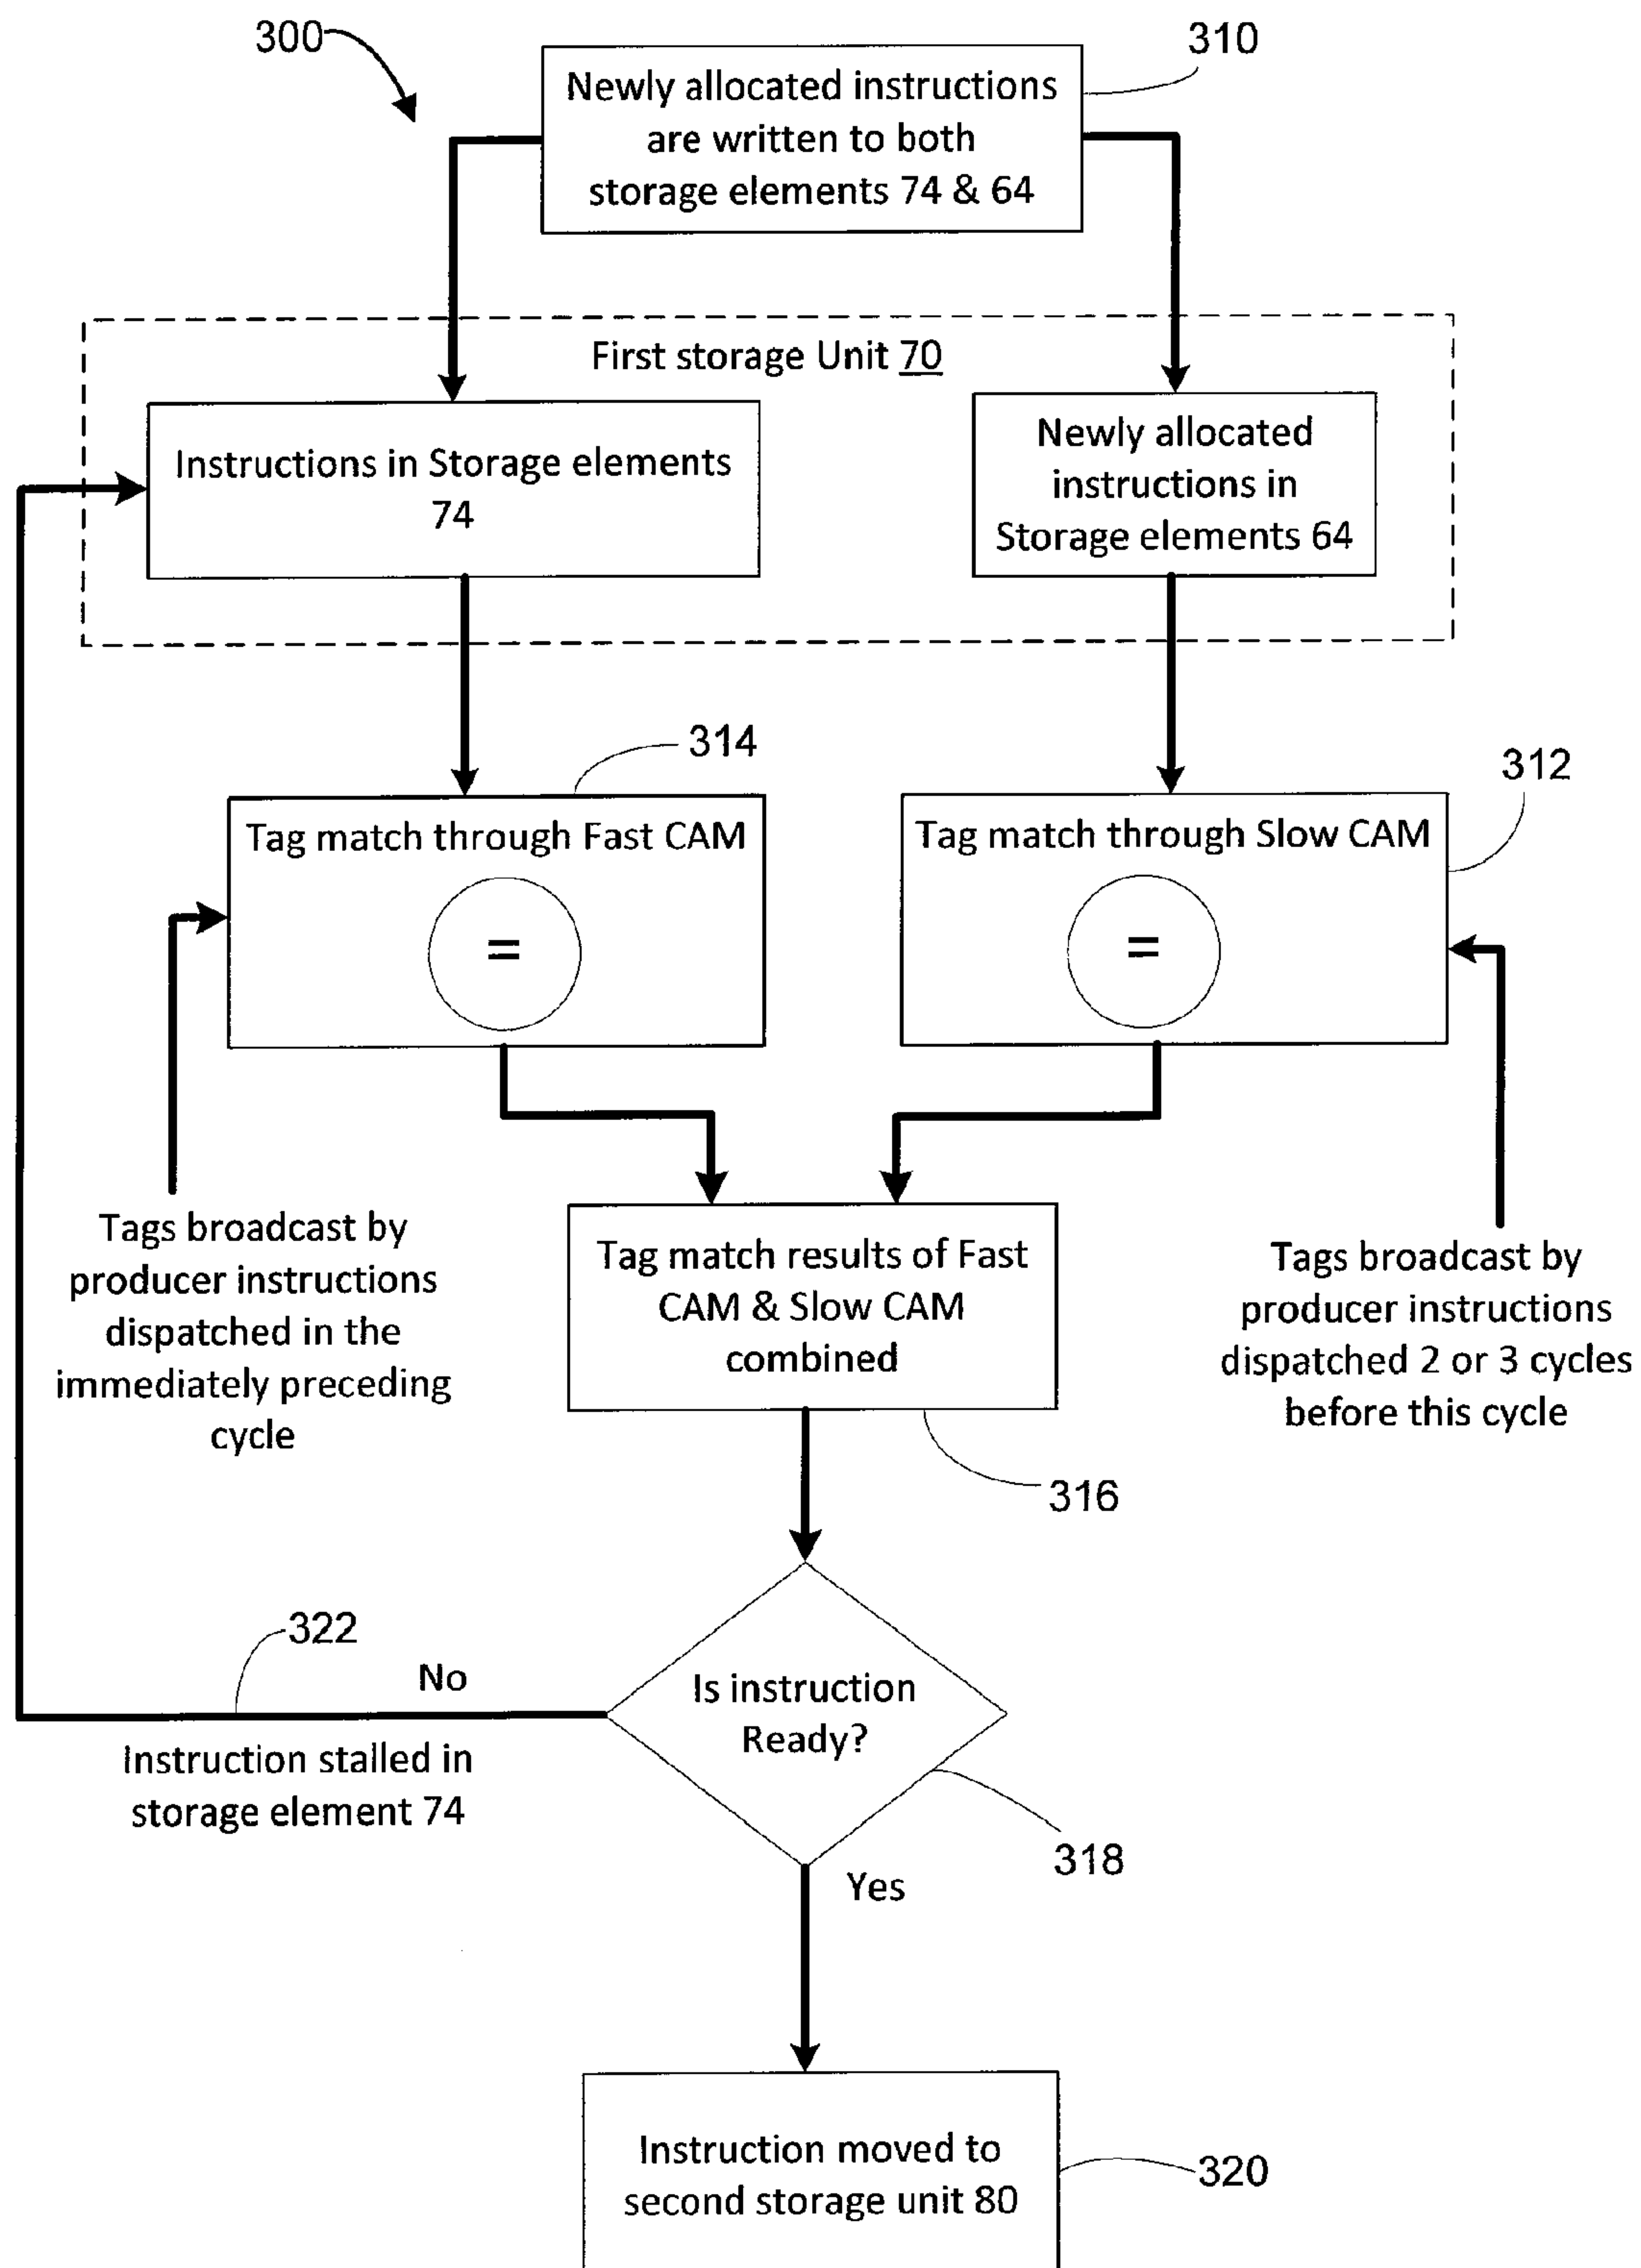 300
310
Newly allocated instructions
are written to both
storage elements 74 & 64
First storage Unit 70
Instructions in Storage elements
74
Newly allocated
instructions in
Storage elements 64
314
312
Tag match through Fast CAM
=
Tag match through Slow CAM
=
Tags broadcast by
producer instructions
dispatched in the
immediately preceding
cycle
Tag match results of Fast
CAM & Slow CAM
combined
Tags broadcast by
producer instructions
dispatched 2 or 3 cycles
before this cycle
316
322
No
Instruction stalled in
storage element 74
Is instruction
Ready?
318
Yes
Instruction moved to
second storage unit 80
320